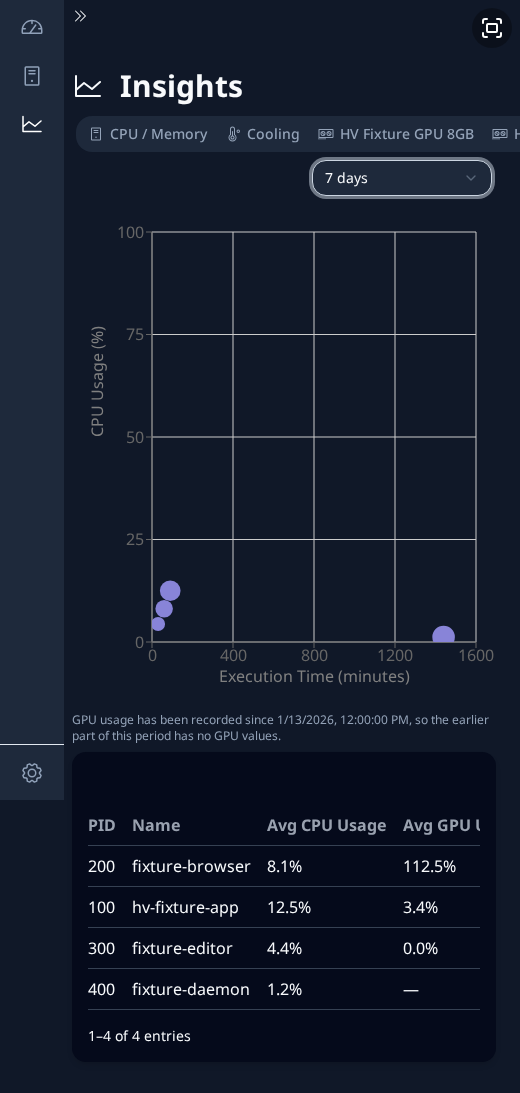 Insights
CPU / Memory Cooling HV Fixture GPU 8GB H
7 days
100
75
50
25
0
CPU Usage (%)
0 400 800 1200 1600
Execution Time (minutes)
GPU usage has been recorded since 1/13/2026, 12:00:00 PM, so the earlier
part of this period has no GPU values.
PID Name Avg CPU Usage Avg GPU U
200 fixture-browser 8.1% 112.5%
100 hv-fixture-app 12.5% 3.4%
300 fixture-editor 4.4% 0.0%
400 fixture-daemon 1.2% —
1–4 of 4 entries